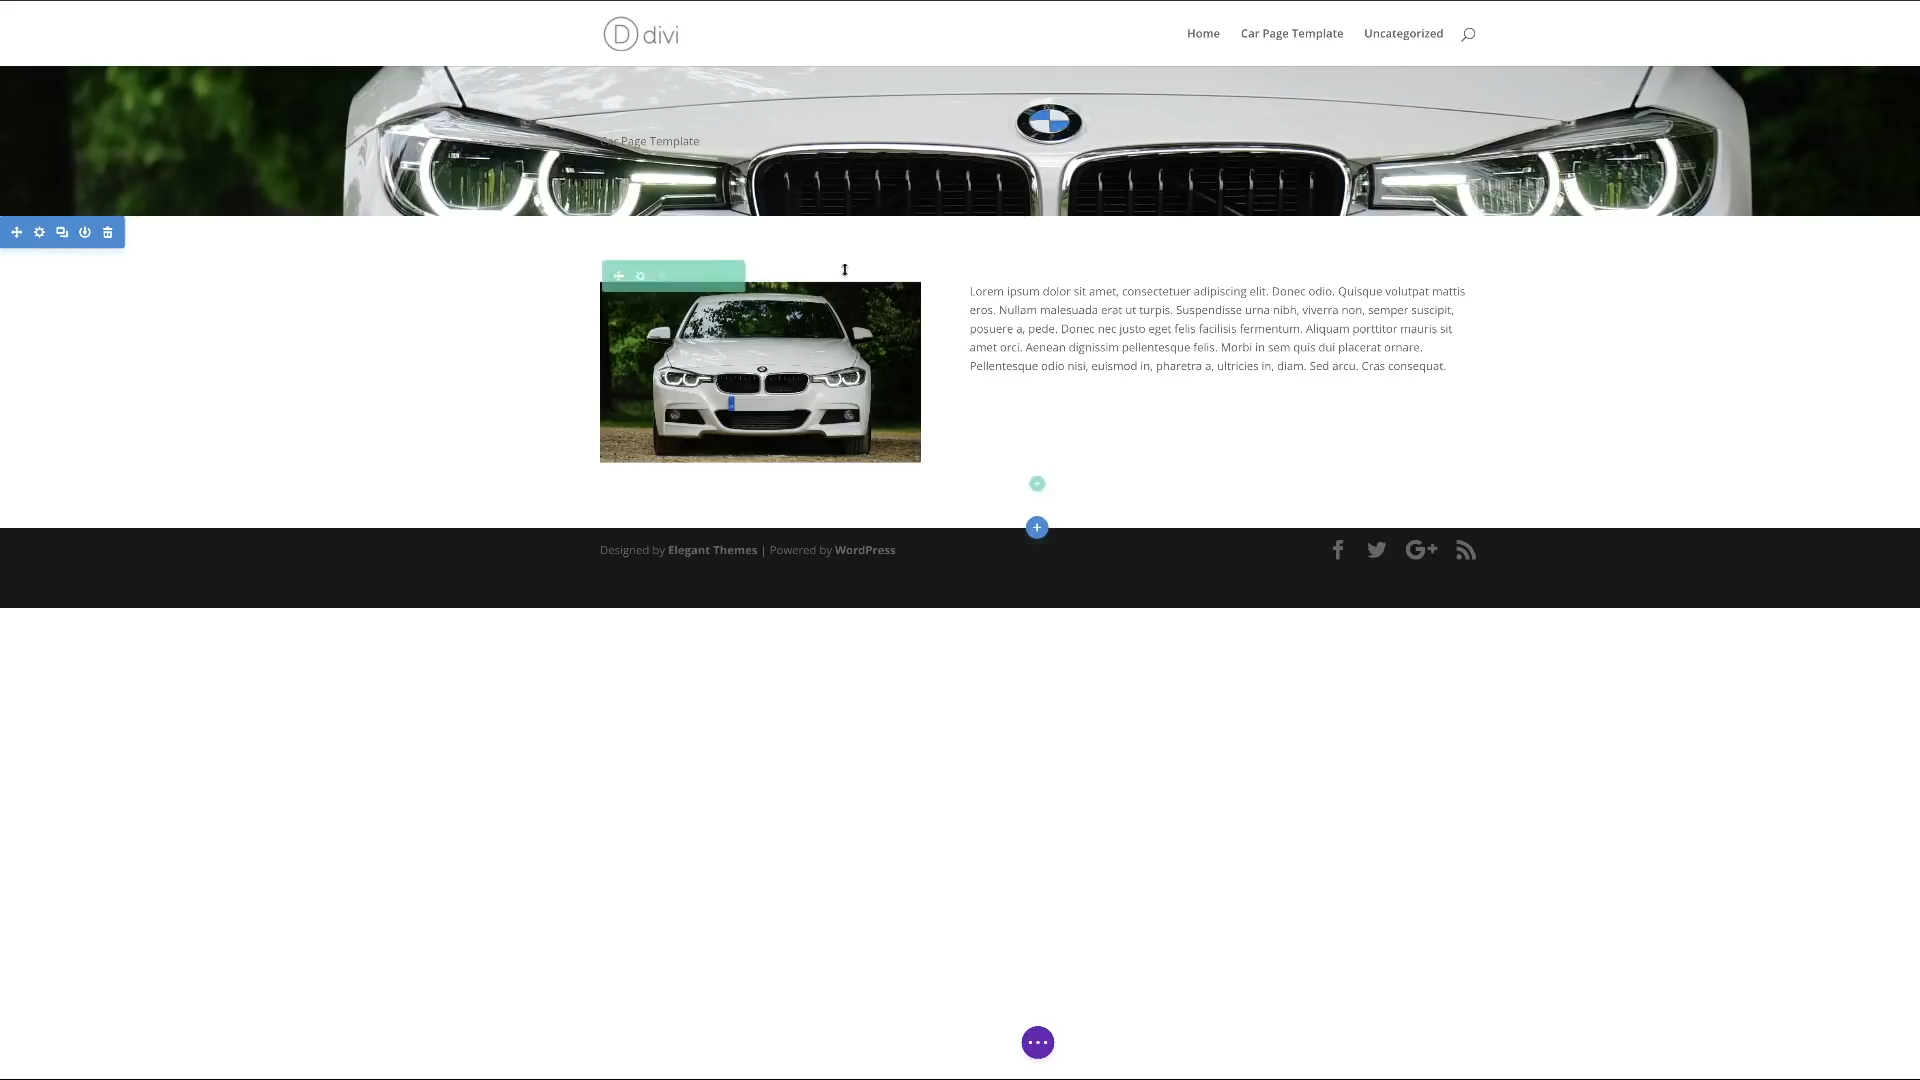 divi
Home
Car Page Template
Uncategorized
Car Page Template
Lorem ipsum dolor sit amet, consectetuer adipiscing elit. Donec odio. Quisque volutpat mattis
eros. Nullam malesuada erat ut turpis. Suspendisse urna nibh, viverra non, semper suscipit,
posuere a, pede. Donec nec justo eget felis facilisis fermentum. Aliquam porttitor mauris sit
amet orci. Aenean dignissim pellentesque felis. Morbi in sem quis dui placerat ornare.
Pellentesque odio nisi, euismod in, pharetra a, ultricies in, diam. Sed arcu. Cras consequat.
Designed by Elegant Themes | Powered by WordPress